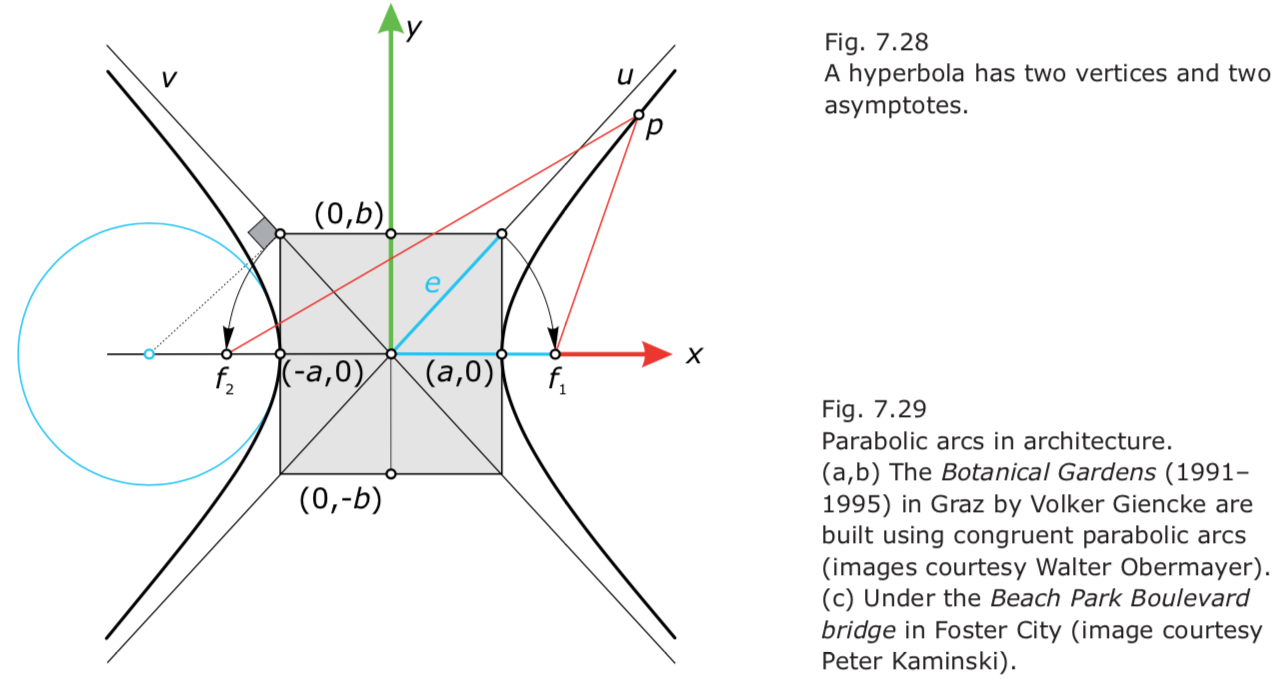 y
v
u
p
(0,b)
e
x
f₂
(-a,0)
(a,0)
f₁
(0,-b)
Fig. 7.28
A hyperbola has two vertices and two
asymptotes.
Fig. 7.29
Parabolic arcs in architecture.
(a,b) The Botanical Gardens (1991–
1995) in Graz by Volker Giencke are
built using congruent parabolic arcs
(images courtesy Walter Obermayer).
(c) Under the Beach Park Boulevard
bridge in Foster City (image courtesy
Peter Kaminski).